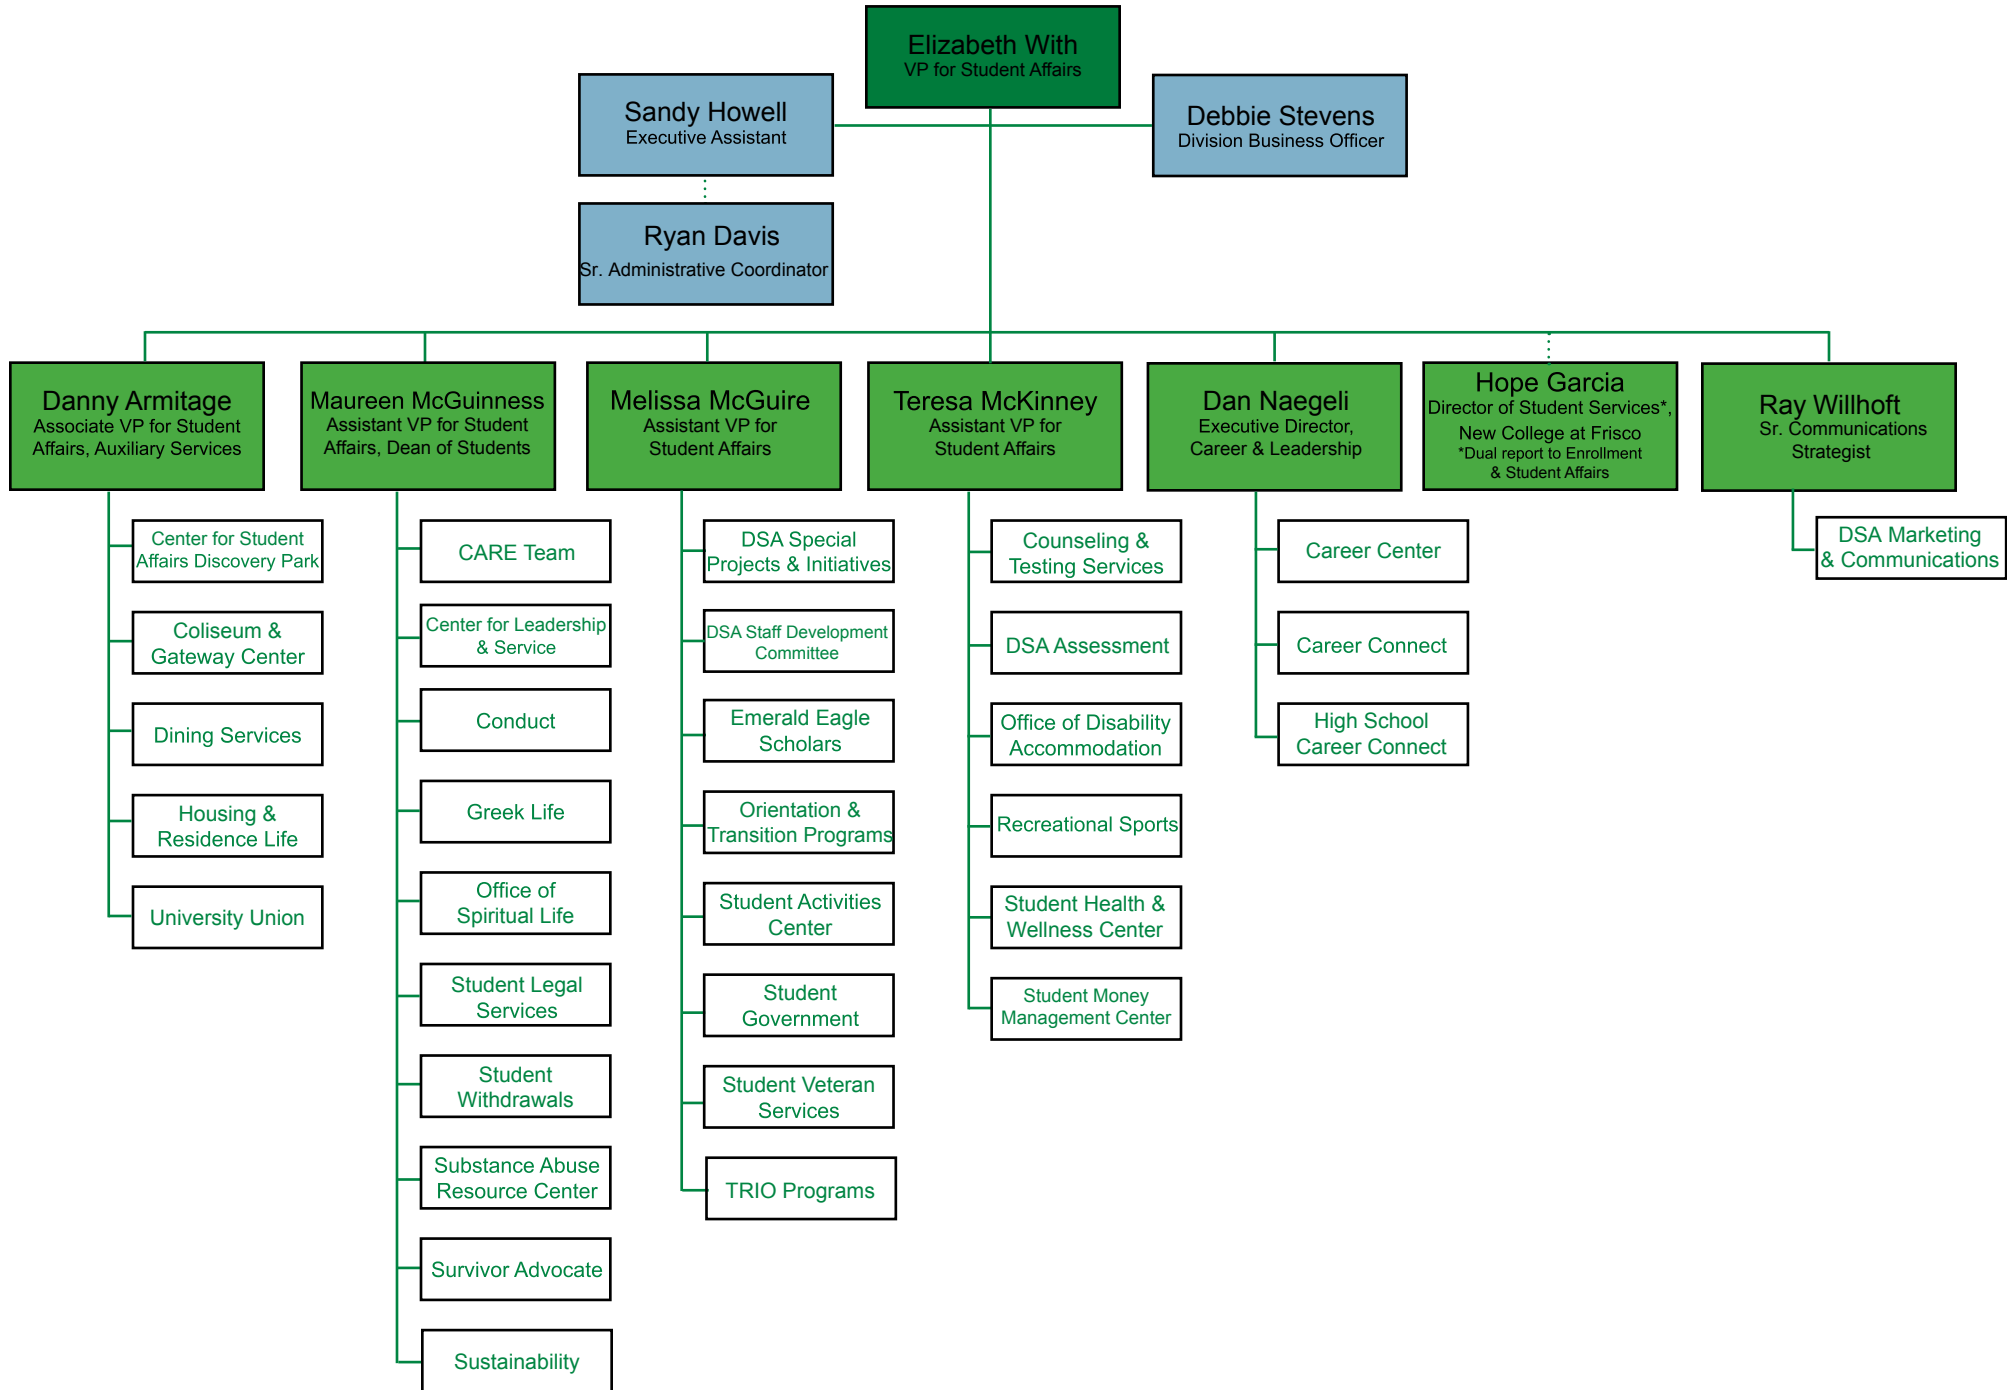 Elizabeth With
VP for Student Affairs
Sandy Howell
Executive Assistant
Debbie Stevens
Division Business Officer
Ryan Davis
Sr. Administrative Coordinator
Danny Armitage
Associate VP for Student
Affairs, Auxiliary Services
Maureen McGuinness
Assistant VP for Student
Affairs, Dean of Students
Melissa McGuire
Assistant VP for
Student Affairs
Teresa McKinney
Assistant VP for
Student Affairs
Dan Naegeli
Executive Director,
Career & Leadership
Hope Garcia
Director of Student Services*,
New College at Frisco
*Dual report to Enrollment
& Student Affairs
Ray Willhoft
Sr. Communications
Strategist
Center for Student
Affairs Discovery Park
Coliseum &
Gateway Center
Dining Services
Housing &
Residence Life
University Union
CARE Team
Center for Leadership
& Service
Conduct
Greek Life
Office of
Spiritual Life
Student Legal
Services
Student
Withdrawals
Substance Abuse
Resource Center
Survivor Advocate
Sustainability
DSA Special
Projects & Initiatives
DSA Staff Development
Committee
Emerald Eagle
Scholars
Orientation &
Transition Programs
Student Activities
Center
Student
Government
Student Veteran
Services
TRIO Programs
Counseling &
Testing Services
DSA Assessment
Office of Disability
Accommodation
Recreational Sports
Student Health &
Wellness Center
Student Money
Management Center
Career Center
Career Connect
High School
Career Connect
DSA Marketing
& Communications